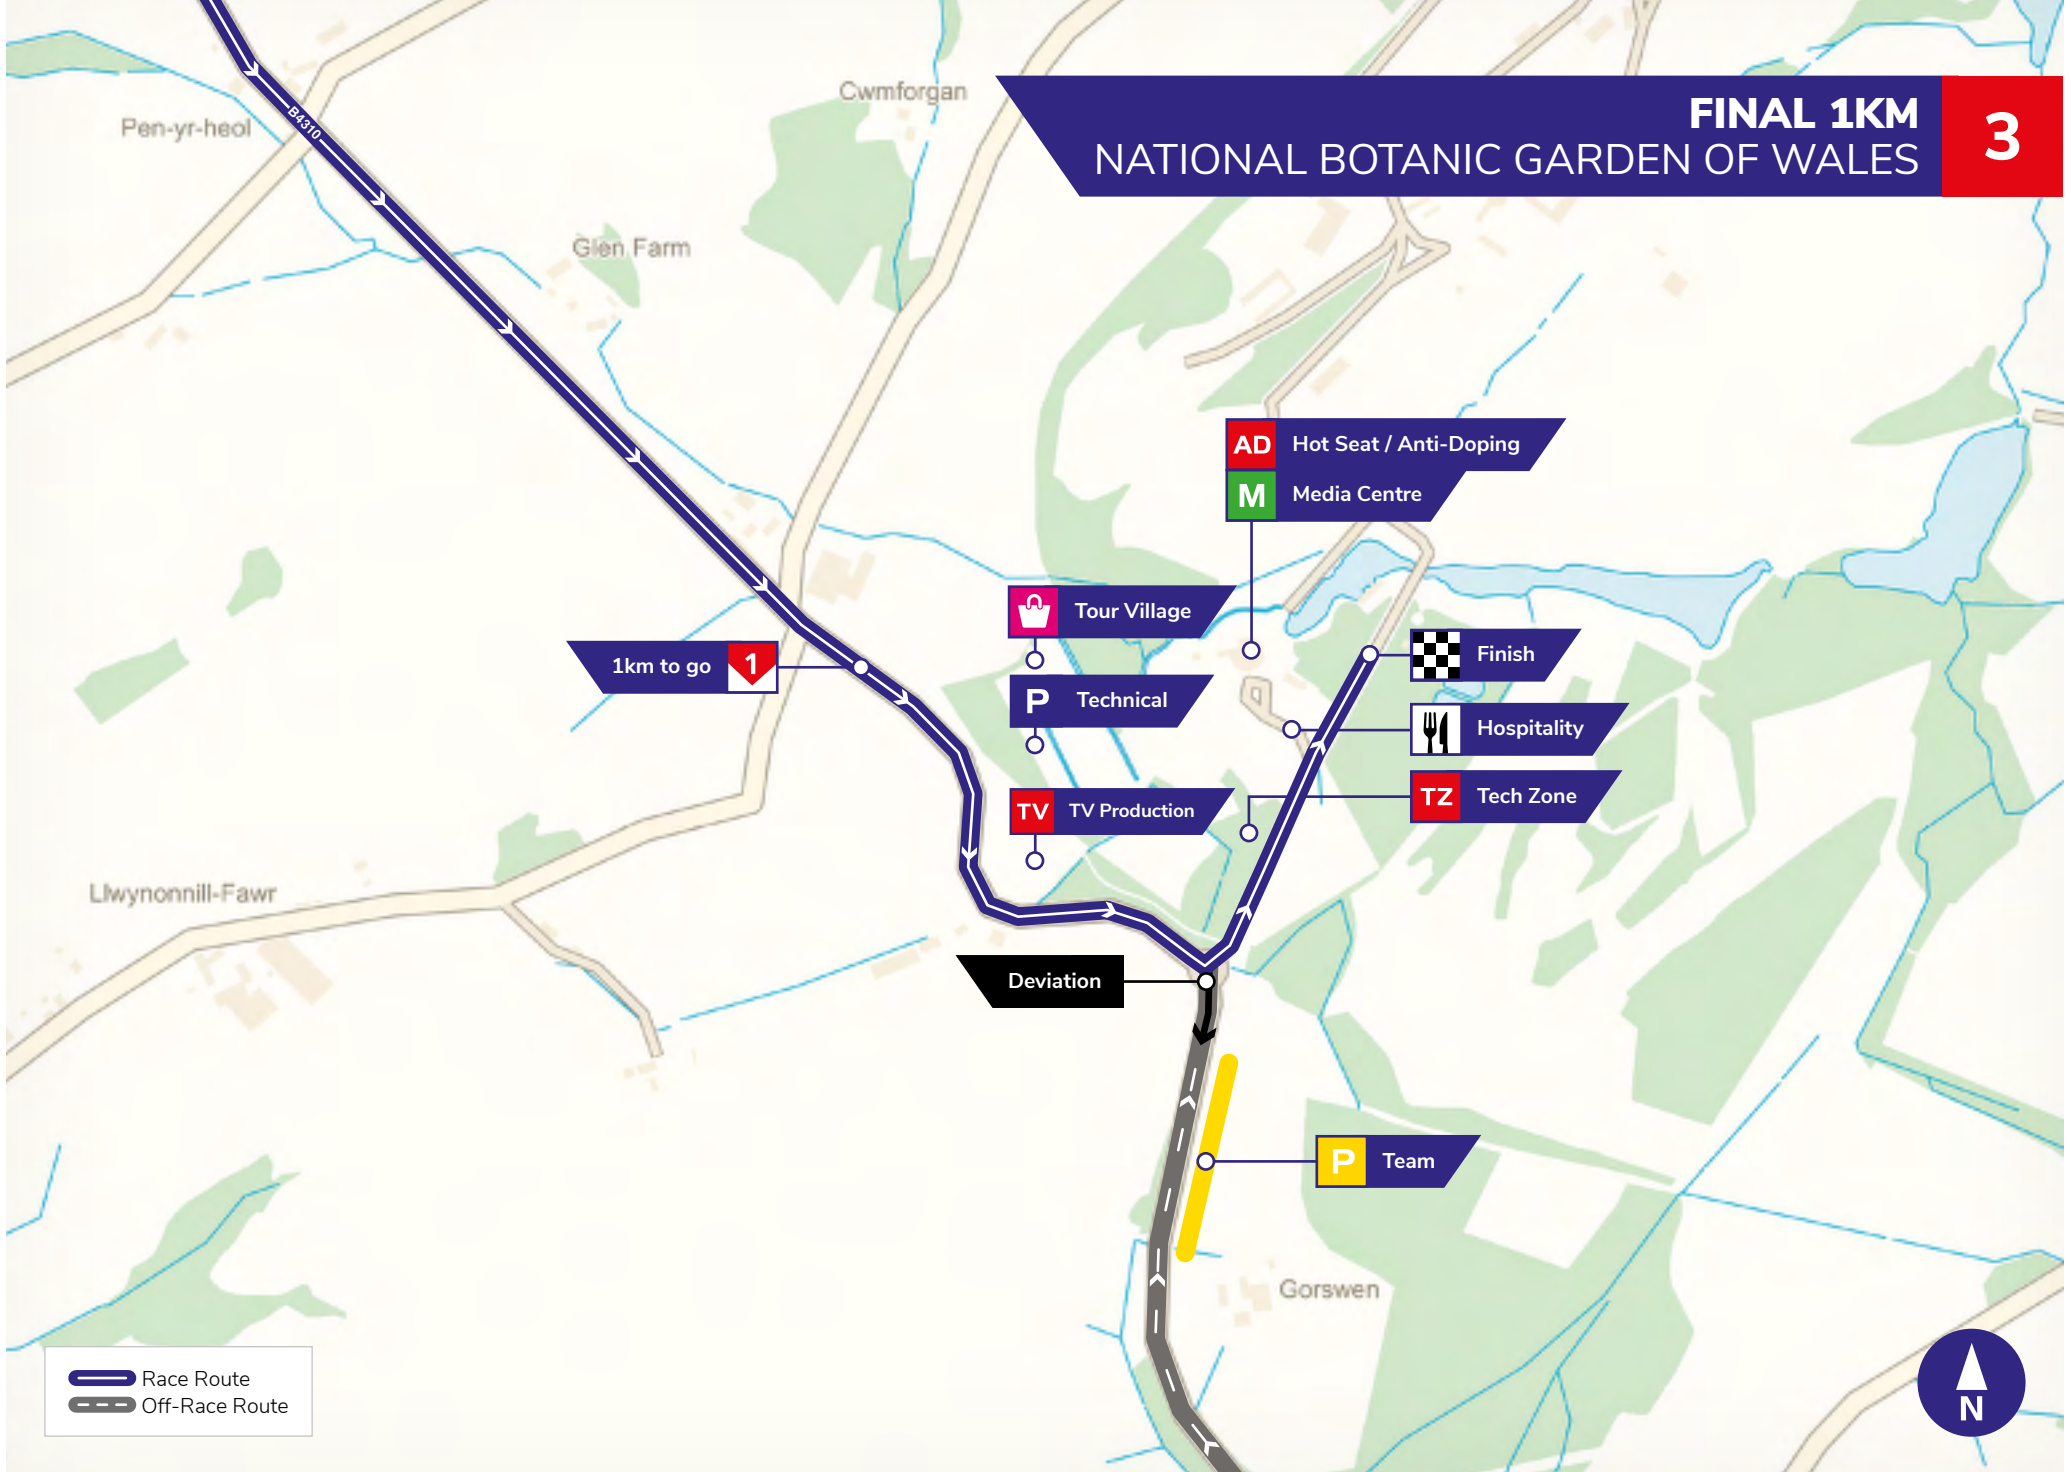 FINAL 1KM
NATIONAL BOTANIC GARDEN OF WALES
3
Cwmforgan
B4310
Pen-yr-heol
Glen Farm
AD Hot Seat / Anti-Doping
M Media Centre
Tour Village
1km to go 1
Finish
P Technical
Hospitality
TV TV Production
TZ Tech Zone
Llwynonnill-Fawr
Deviation
P Team
Gorswen
Race Route
Off-Race Route
N